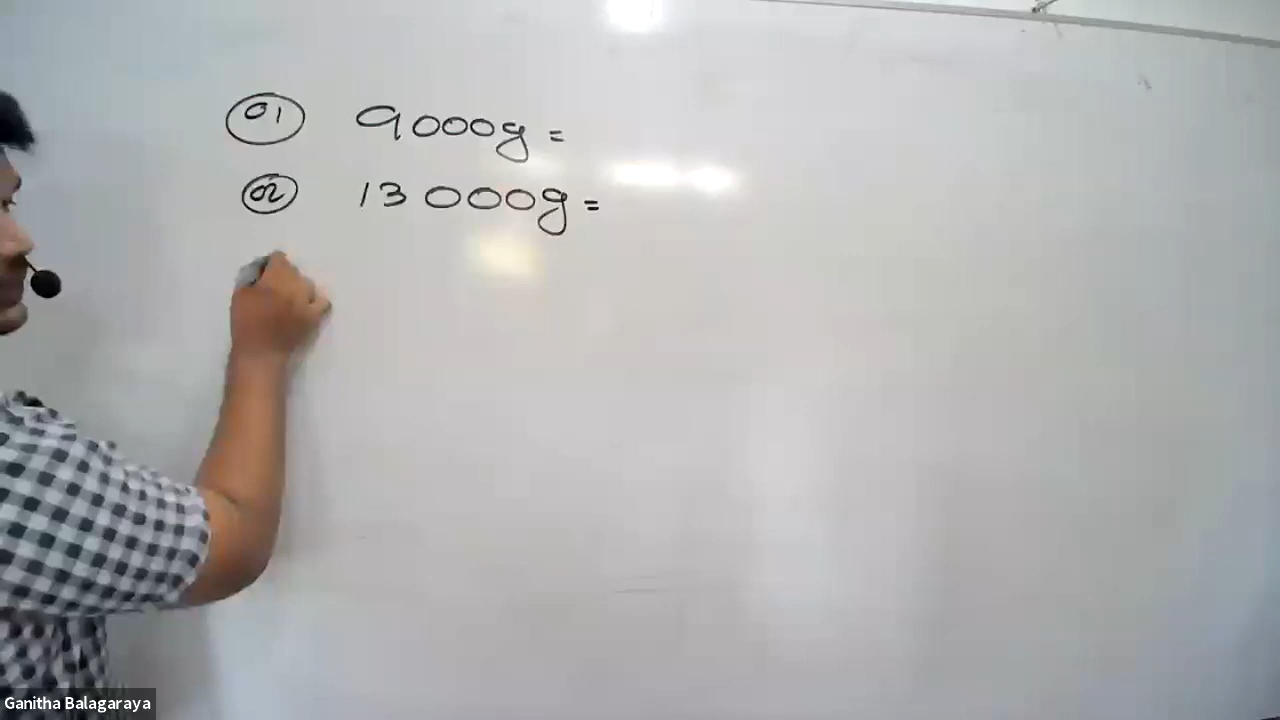 01 9000g =
02 13 000g =
Ganitha Balagaraya